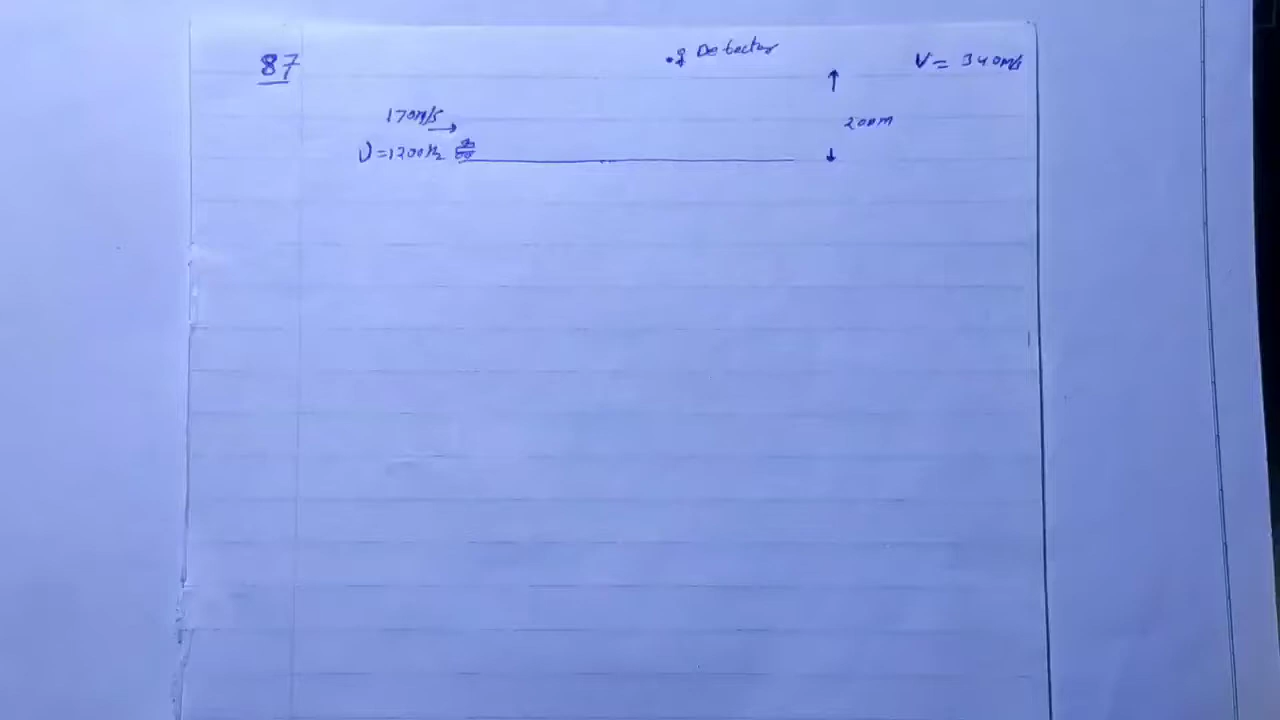 87
. Detector
V = 340m/s
170m/s
200m
ν = 1200Hz